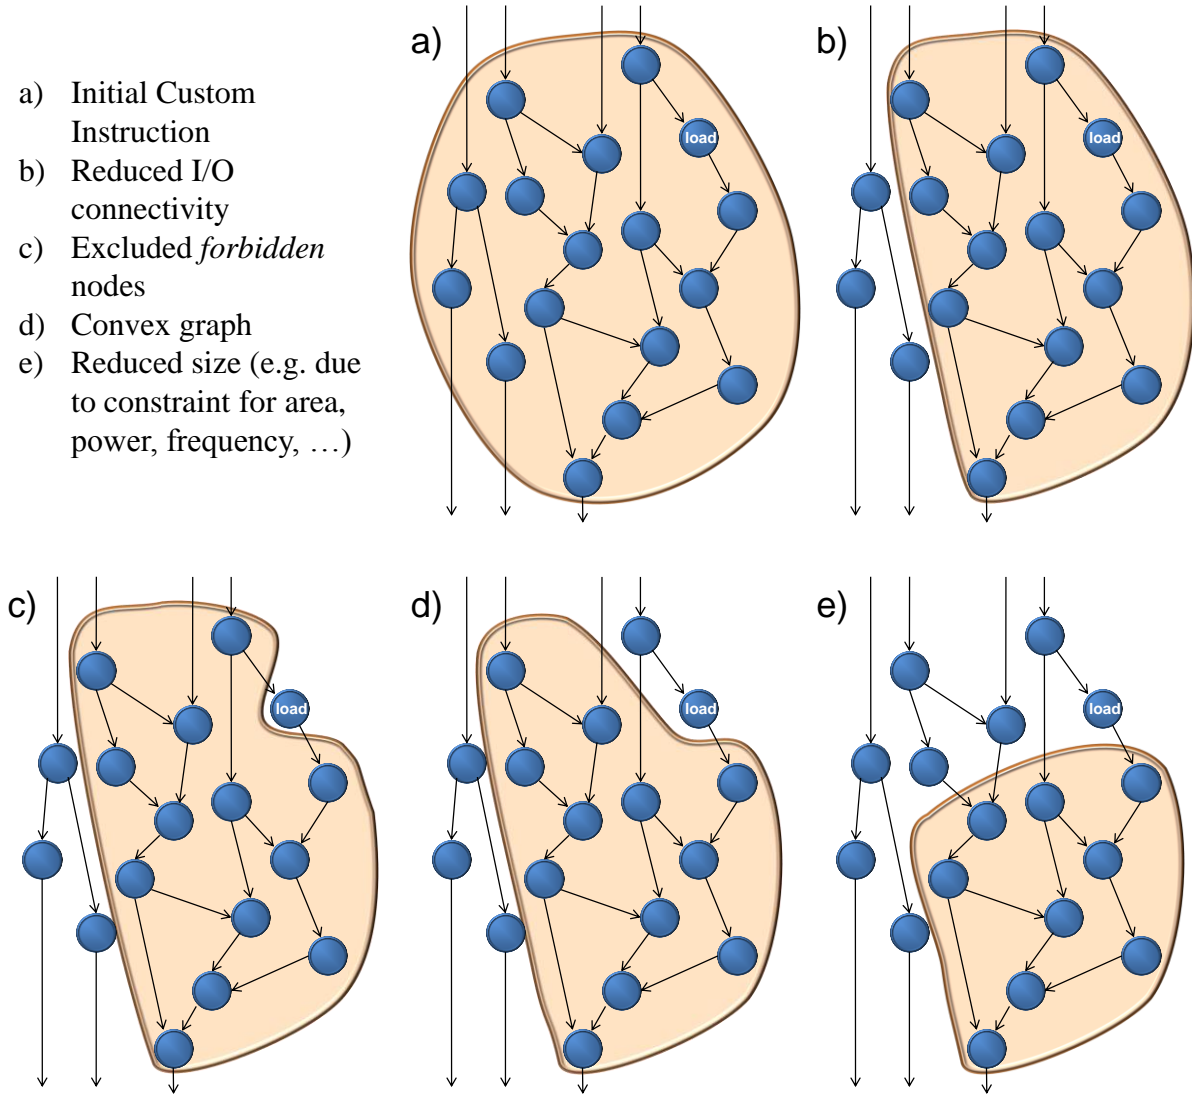 a) Initial Custom
Instruction
b) Reduced I/O
connectivity
c) Excluded forbidden
nodes
d) Convex graph
e) Reduced size (e.g. due
to constraint for area,
power, frequency, …)
a)
load
b)
load
c)
load
d)
load
e)
load